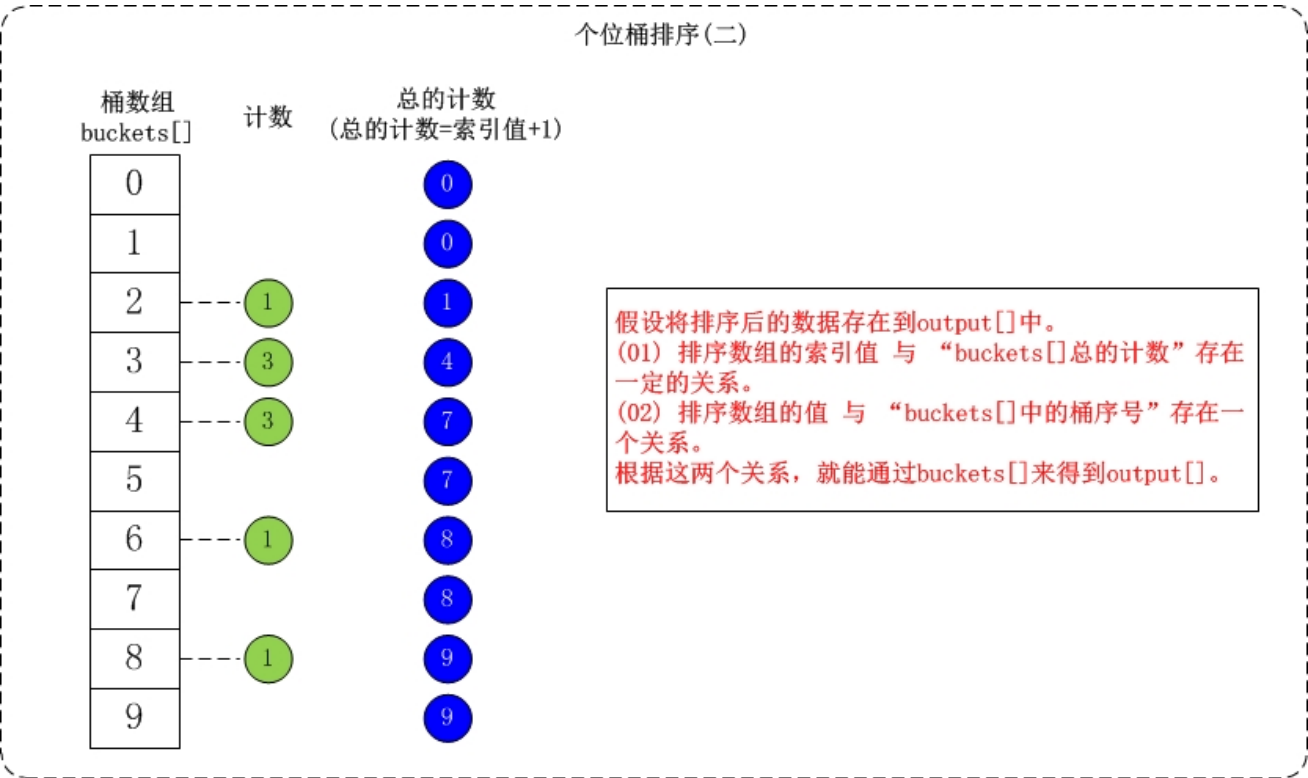 个位桶排序(二)
桶数组
buckets[]
计数
总的计数
(总的计数=索引值+1)
0
0
1
0
2
1
1
3
3
4
4
3
7
5
7
6
1
8
7
8
8
1
9
9
9
假设将排序后的数据存在到output[]中。
(01) 排序数组的索引值 与 “buckets[]总的计数”存在
一定的关系。
(02) 排序数组的值 与 “buckets[]中的桶序号”存在一
个关系。
根据这两个关系，就能通过buckets[]来得到output[]。